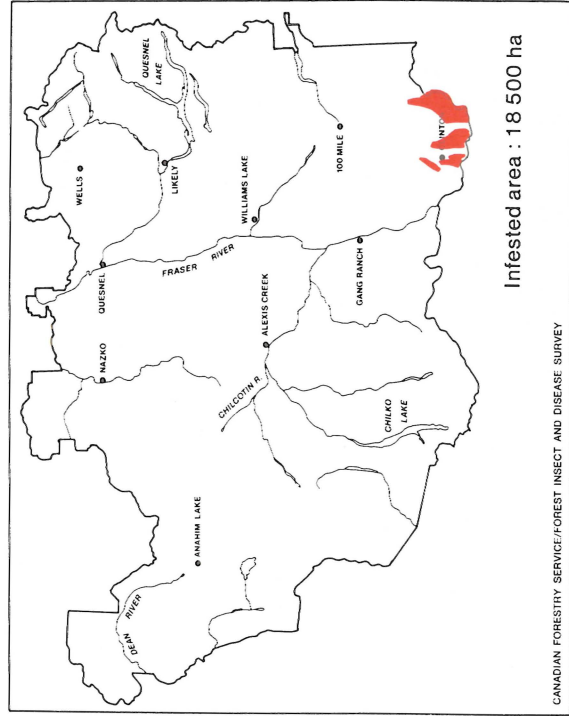 WELLS
QUESNEL
LAKE
NAZKO
QUESNEL
LIKELY
DEAN
RIVER
ANAHIM LAKE
FRASER
RIVER
WILLIAMS LAKE
CHILCOTIN R.
ALEXIS CREEK
100 MILE
GANG RANCH
CHILKO
LAKE
Infested area : 18 500 ha
CANADIAN FORESTRY SERVICE/FOREST INSECT AND DISEASE SURVEY